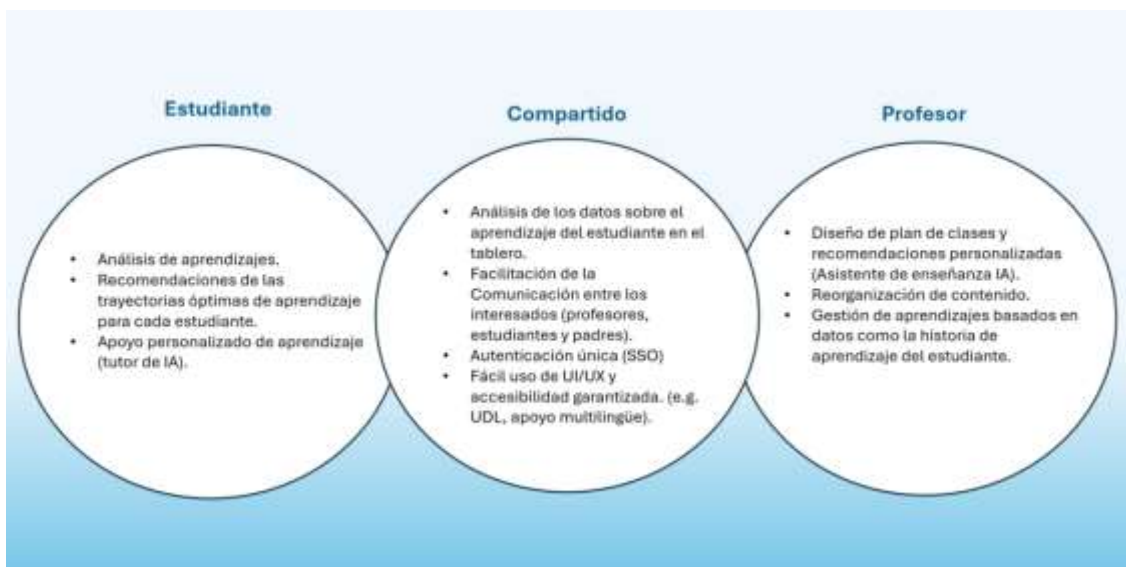 Estudiante
• Análisis de aprendizajes.
• Recomendaciones de las
trayectorias óptimas de aprendizaje
para cada estudiante.
• Apoyo personalizado de aprendizaje
(tutor de IA).
Compartido
• Análisis de los datos sobre el
aprendizaje del estudiante en el
tablero.
• Facilitación de la
Comunicación entre los
interesados (profesores,
estudiantes y padres).
• Autenticación única (SSO)
• Fácil uso de UI/UX y
accesibilidad garantizada. (e.g.
UDL, apoyo multilingüe).
Profesor
• Diseño de plan de clases y
recomendaciones personalizadas
(Asistente de enseñanza IA).
• Reorganización de contenido.
• Gestión de aprendizajes basados en
datos como la historia de
aprendizaje del estudiante.